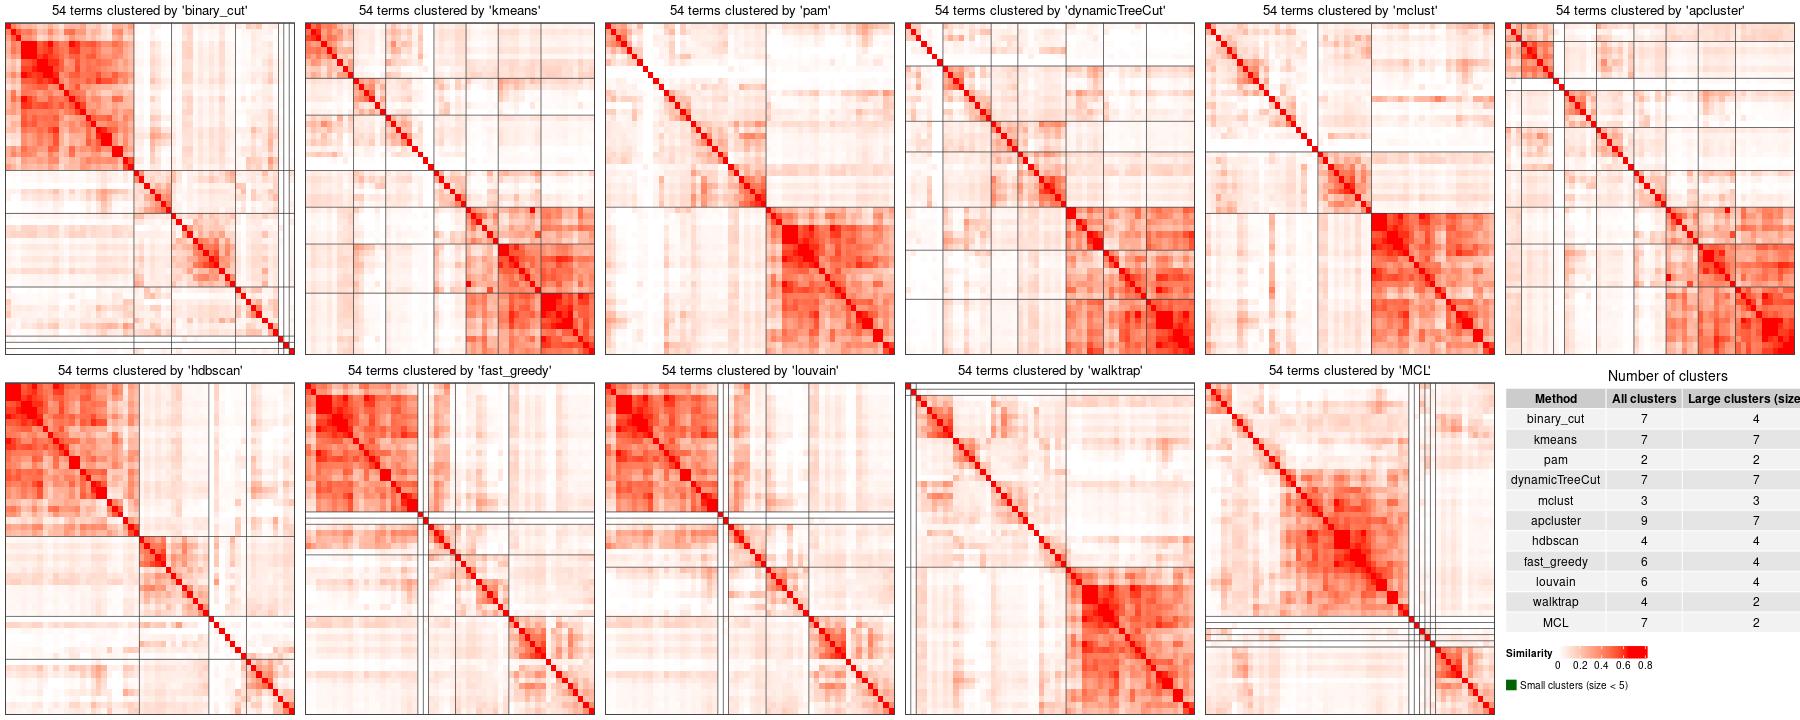 54 terms clustered by 'binary_cut'
54 terms clustered by 'kmeans'
54 terms clustered by 'pam'
54 terms clustered by 'dynamicTreeCut'
54 terms clustered by 'mclust'
54 terms clustered by 'apcluster'
54 terms clustered by 'hdbscan'
54 terms clustered by 'fast_greedy'
54 terms clustered by 'louvain'
54 terms clustered by 'walktrap'
54 terms clustered by 'MCL'
Number of clusters
Method All clusters Large clusters (size
binary_cut 7 4
kmeans 7 7
pam 2 2
dynamicTreeCut 7 7
mclust 3 3
apcluster 9 7
hdbscan 4 4
fast_greedy 6 4
louvain 6 4
walktrap 4 2
MCL 7 2
Similarity
0 0.2 0.4 0.6 0.8
Small clusters (size < 5)